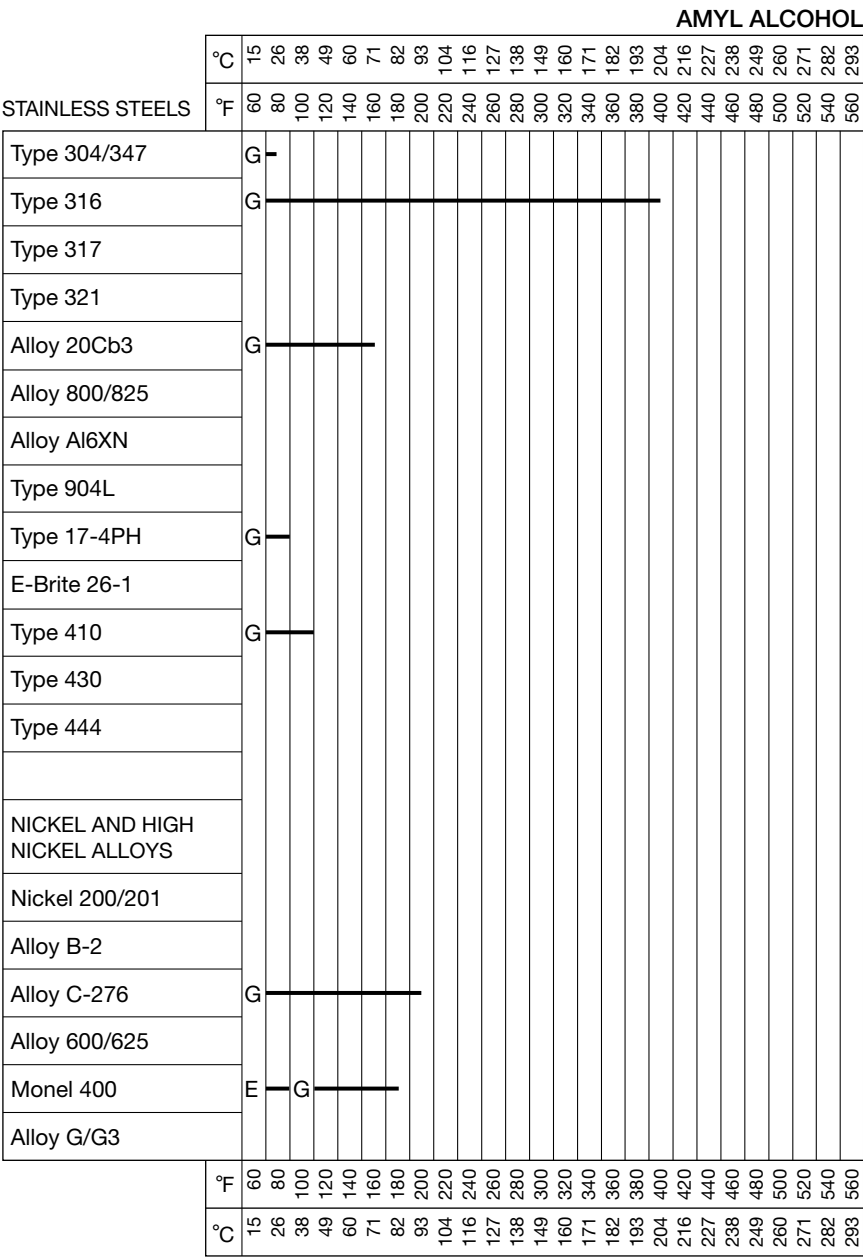 AMYL ALCOHOL
°C 15 26 38 49 60 71 82 93 104 116 127 138 149 160 171 182 193 204 216 227 238 249 260 271 282 293
STAINLESS STEELS °F 60 80 100 120 140 160 180 200 220 240 260 280 300 320 340 360 380 400 420 440 460 480 500 520 540 560
Type 304/347 G
Type 316 G
Type 317
Type 321
Alloy 20Cb3 G
Alloy 800/825
Alloy Al6XN
Type 904L
Type 17-4PH G
E-Brite 26-1
Type 410 G
Type 430
Type 444
NICKEL AND HIGH
NICKEL ALLOYS
Nickel 200/201
Alloy B-2
Alloy C-276 G
Alloy 600/625
Monel 400 E G
Alloy G/G3
°F 60 80 100 120 140 160 180 200 220 240 260 280 300 320 340 360 380 400 420 440 460 480 500 520 540 560
°C 15 26 38 49 60 71 82 93 104 116 127 138 149 160 171 182 193 204 216 227 238 249 260 271 282 293